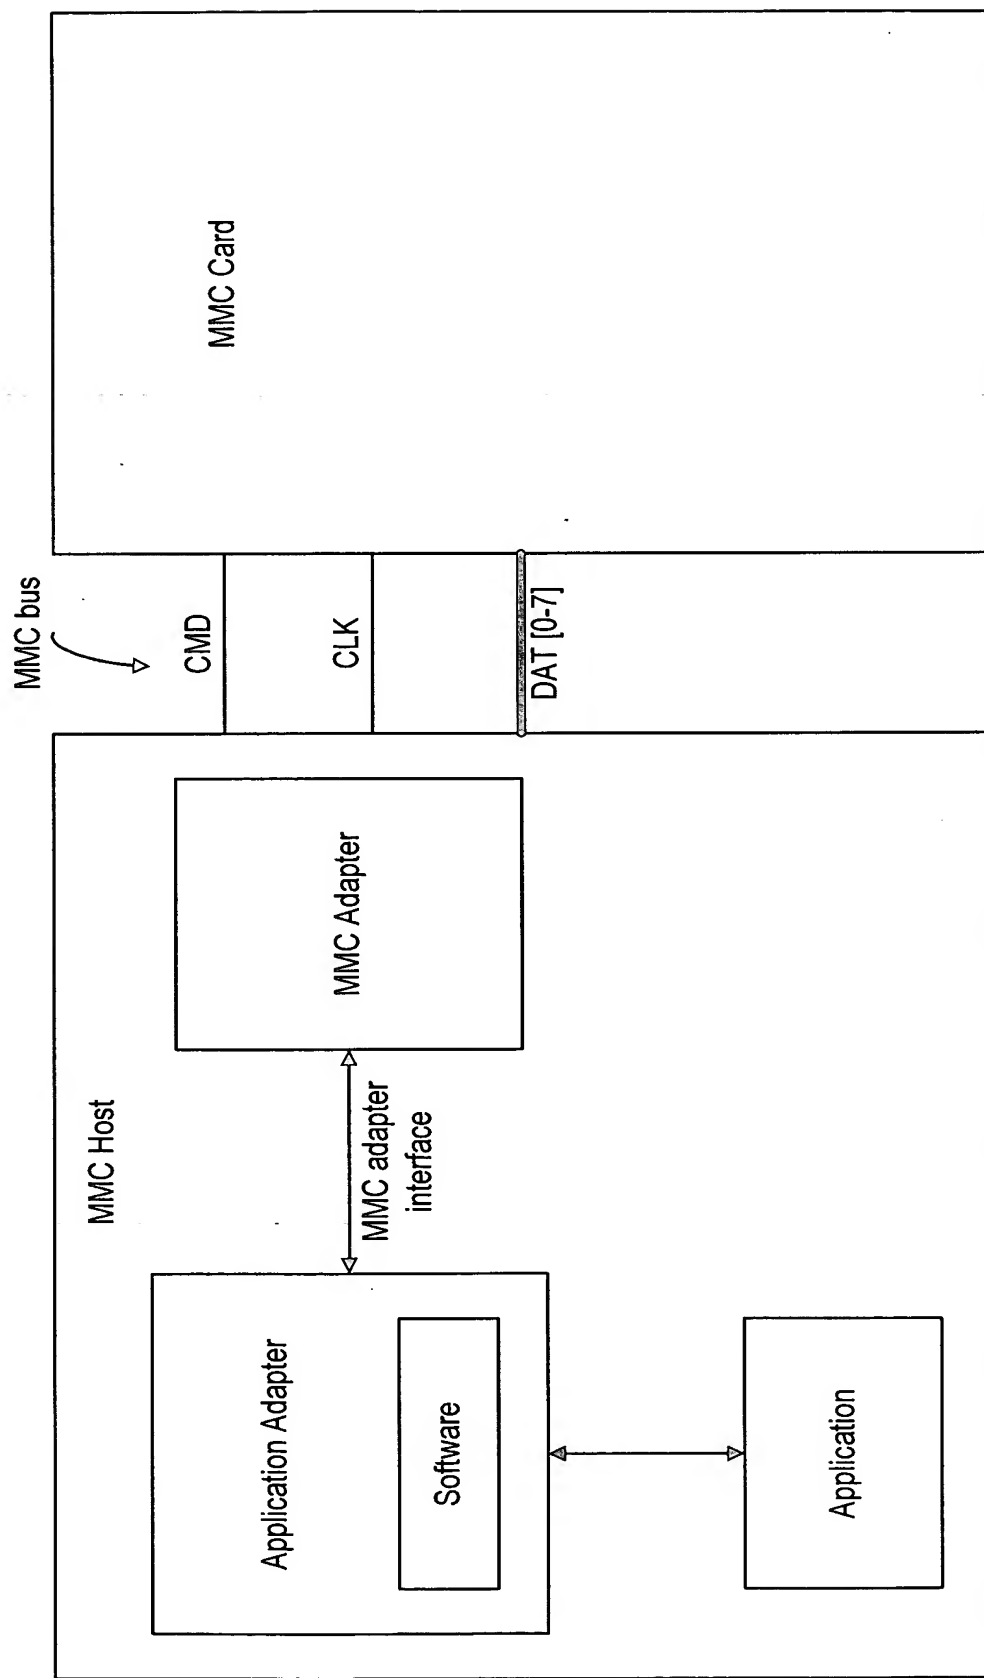 MMC Host
Application Adapter
Software
MMC adapter
interface
MMC Adapter
Application
MMC bus
CMD
CLK
DAT [0-7]
MMC Card